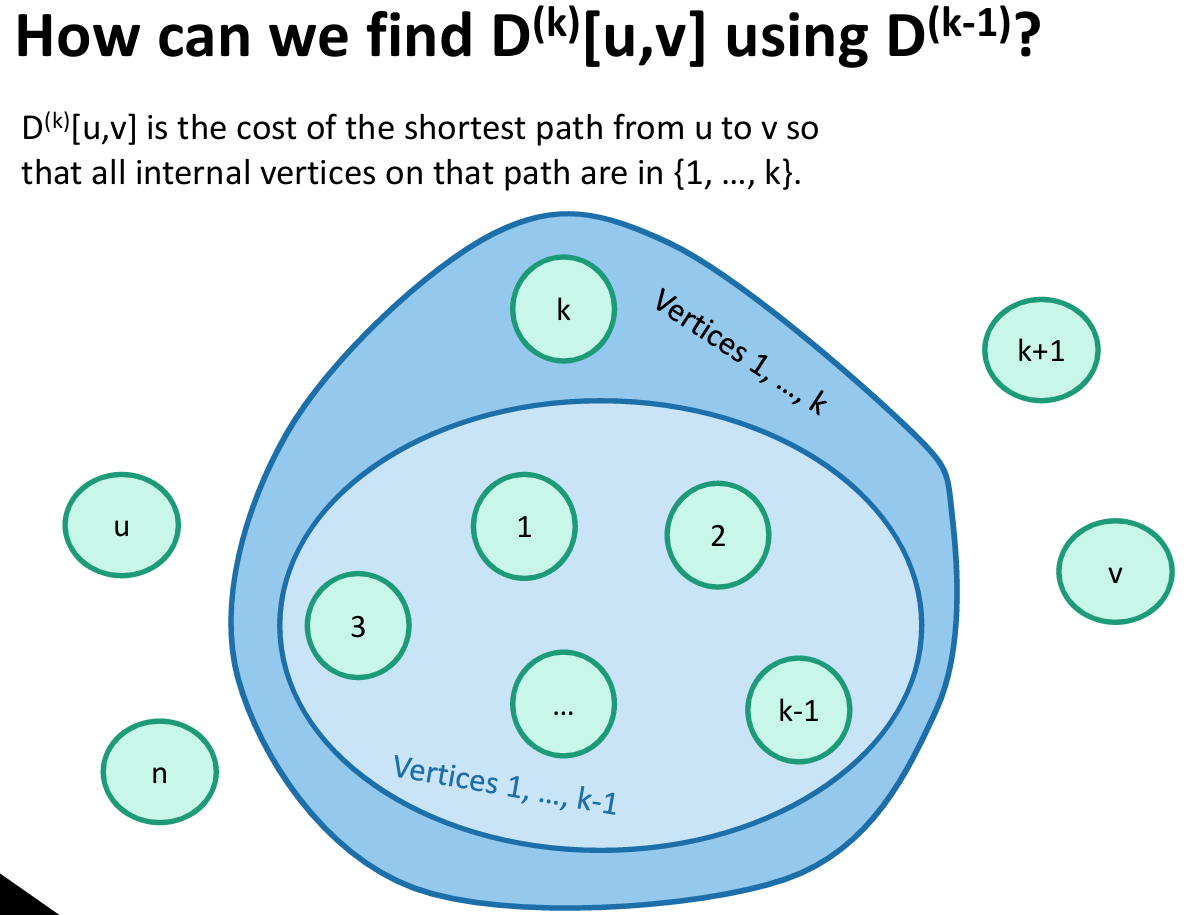 How can we find D⁽ᵏ⁾[u,v] using D⁽ᵏ⁻¹⁾?
D⁽ᵏ⁾[u,v] is the cost of the shortest path from u to v so
that all internal vertices on that path are in {1, …, k}.
k
Vertices 1, …, k
k+1
u
1
2
v
3
…
k-1
n
Vertices 1, …, k-1